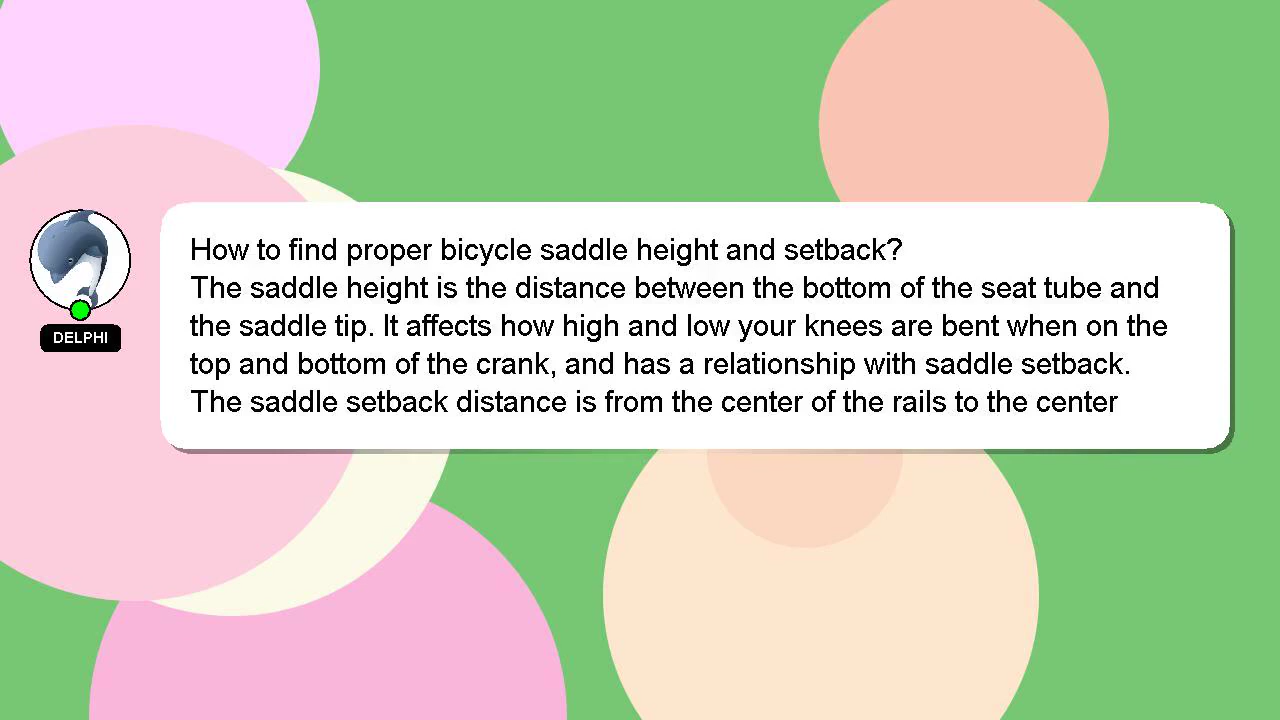 How to find proper bicycle saddle height and setback?
The saddle height is the distance between the bottom of the seat tube and
the saddle tip. It affects how high and low your knees are bent when on the
top and bottom of the crank, and has a relationship with saddle setback.
The saddle setback distance is from the center of the rails to the center
DELPHI